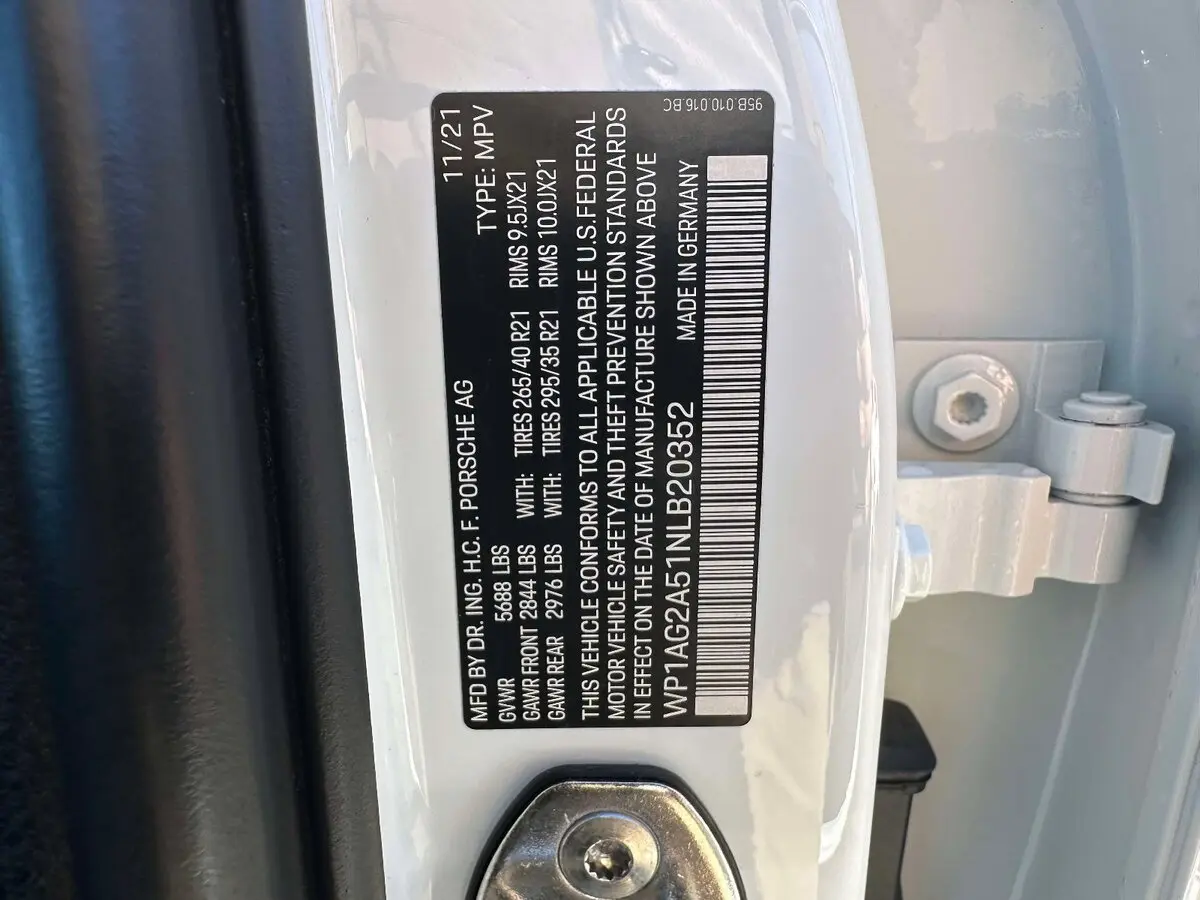 11/21
MFD BY DR. ING. H.C. F. PORSCHE AG TYPE: MPV
GVWR 5688 LBS
GAWR FRONT 2844 LBS WITH: TIRES 265/40 R21 RIMS 9.5JX21
GAWR REAR 2976 LBS WITH: TIRES 295/35 R21 RIMS 10.0JX21
THIS VEHICLE CONFORMS TO ALL APPLICABLE U.S.FEDERAL
MOTOR VEHICLE SAFETY AND THEFT PREVENTION STANDARDS
IN EFFECT ON THE DATE OF MANUFACTURE SHOWN ABOVE
WP1AG2A51NLB20352 MADE IN GERMANY
95B.010.016.BC